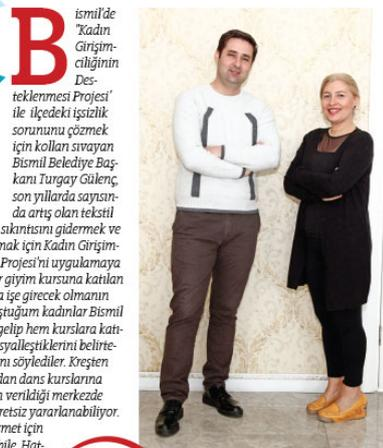 Bismil'de
"Kadın
Girişim-
ciliğinin
Des-
teklenmesi Projesi'
ile ilçedeki işsizlik
sorununu çözmek
için kolları sıvayan
Bismil Belediye Baş-
kanı Turgay Gülenç,
son yıllarda sayısın-
da artış olan tekstil
sıkıntısını gidermek ve
mak için Kadın Girişim-
Projesi'ni uygulamaya
r giyim kursuna katılan
a işe girecek olmanın
ştuğum kadınlar Bismil
gelip hem kurslara katı-
syalleştiklerini belirte-
nı söylediler. Kreşten
dan dans kurslarına
n verildiği merkezde
retsiz yararlanabiliyor.
met için
bile. Hat-